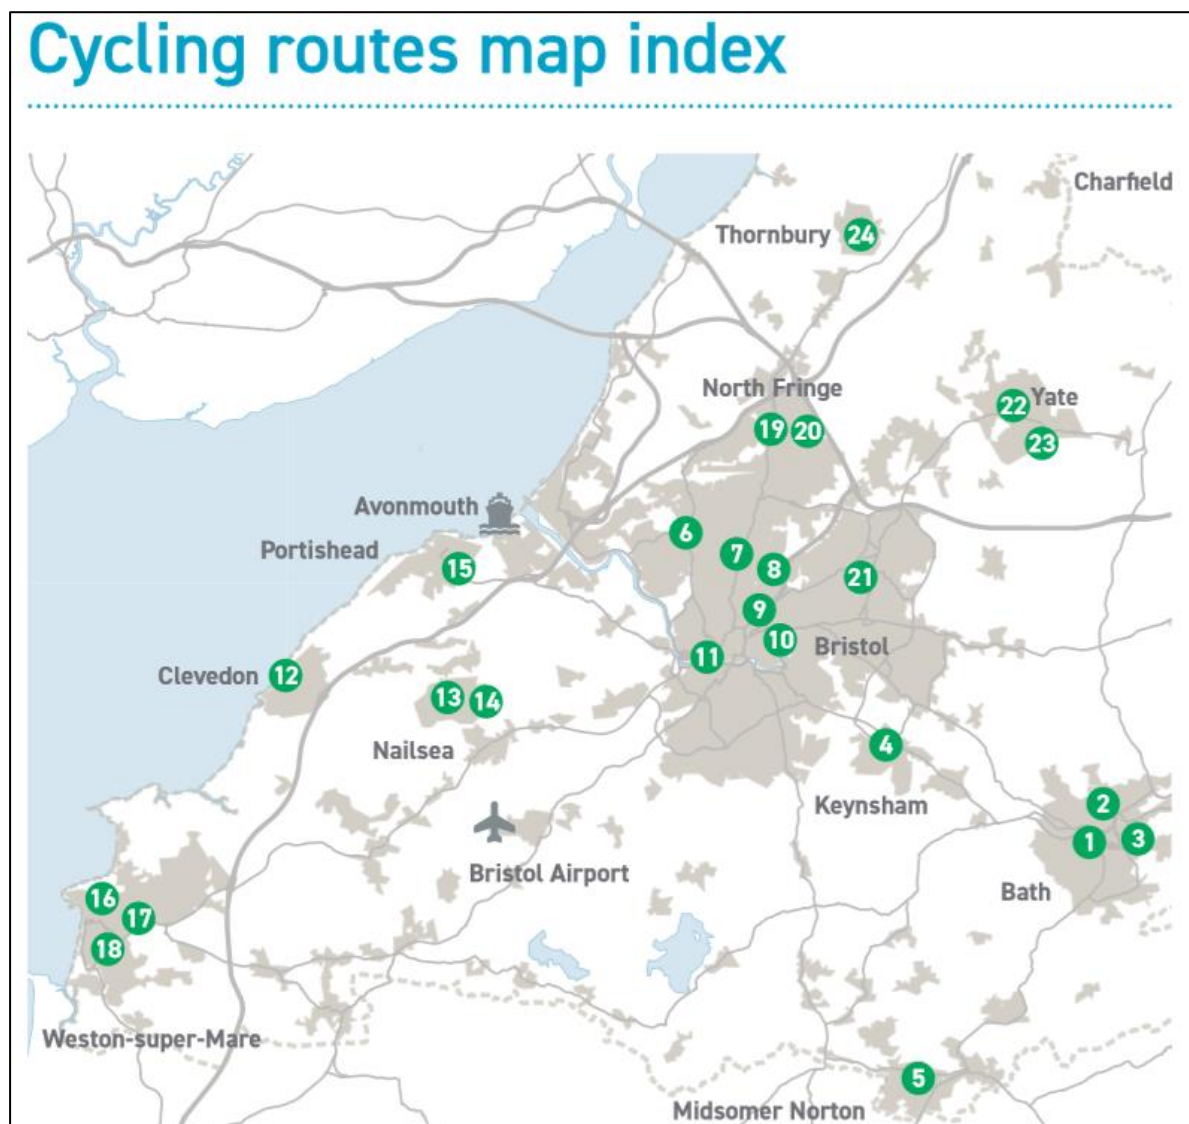 Cycling routes map index
Charfield
Thornbury
24
North Fringe
22
Yate
19
20
23
Avonmouth
6
Portishead
7
15
8
21
9
10
Bristol
11
Clevedon
12
13
14
4
Nailsea
2
Keynsham
1
3
Bristol Airport
Bath
16
17
18
Weston-super-Mare
5
Midsomer Norton